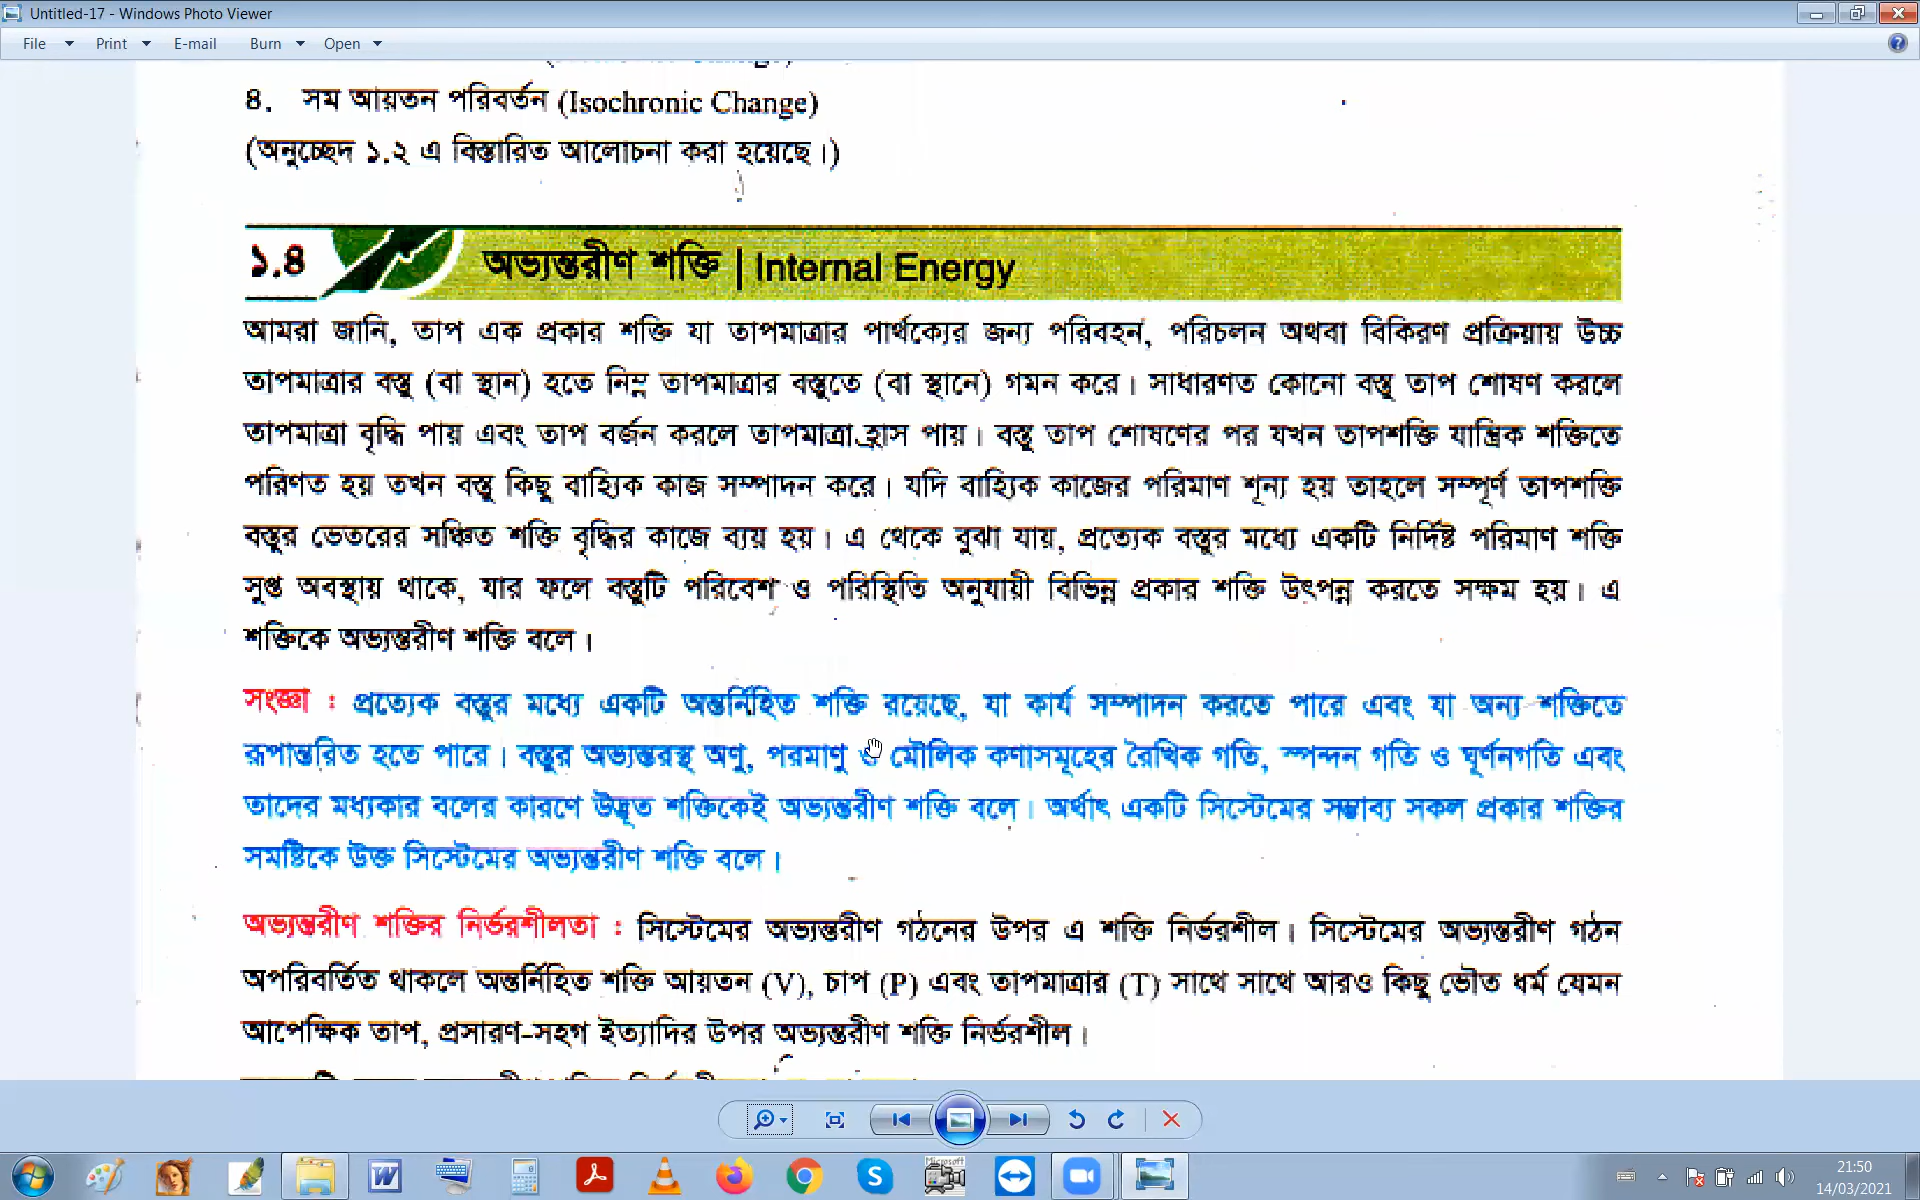 Untitled-17 - Windows Photo Viewer
File Print E-mail Burn Open
৪. সম আয়তন পরিবর্তন (Isochronic Change)
(অনুচ্ছেদ ১.২ এ বিস্তারিত আলোচনা করা হয়েছে।)
১.৪ অভ্যন্তরীণ শক্তি | Internal Energy
আমরা জানি, তাপ এক প্রকার শক্তি যা তাপমাত্রার পার্থক্যের জন্য পরিবহন, পরিচলন অথবা বিকিরণ প্রক্রিয়ায় উচ্চ
তাপমাত্রার বস্তু (বা স্থান) হতে নিম্ন তাপমাত্রার বস্তুতে (বা স্থানে) গমন করে। সাধারণত কোনো বস্তু তাপ শোষণ করলে
তাপমাত্রা বৃদ্ধি পায় এবং তাপ বর্জন করলে তাপমাত্রা হ্রাস পায়। বস্তু তাপ শোষণের পর যখন তাপশক্তি যান্ত্রিক শক্তিতে
পরিণত হয় তখন বস্তু কিছু বাহ্যিক কাজ সম্পাদন করে। যদি বাহ্যিক কাজের পরিমাণ শূন্য হয় তাহলে সম্পূর্ণ তাপশক্তি
বস্তুর ভেতরের সঞ্চিত শক্তি বৃদ্ধির কাজে ব্যয় হয়। এ থেকে বুঝা যায়, প্রত্যেক বস্তুর মধ্যে একটি নির্দিষ্ট পরিমাণ শক্তি
সুপ্ত অবস্থায় থাকে, যার ফলে বস্তুটি পরিবেশ ও পরিস্থিতি অনুযায়ী বিভিন্ন প্রকার শক্তি উৎপন্ন করতে সক্ষম হয়। এ
শক্তিকে অভ্যন্তরীণ শক্তি বলে।
সংজ্ঞা : প্রত্যেক বস্তুর মধ্যে একটি অন্তর্নিহিত শক্তি রয়েছে, যা কার্য সম্পাদন করতে পারে এবং যা অন্য শক্তিতে
রূপান্তরিত হতে পারে। বস্তুর অভ্যন্তরস্থ অণু, পরমাণু ও মৌলিক কণাসমূহের রৈখিক গতি, স্পন্দন গতি ও ঘূর্ণনগতি এবং
তাদের মধ্যকার বলের কারণে উদ্ভূত শক্তিকেই অভ্যন্তরীণ শক্তি বলে। অর্থাৎ একটি সিস্টেমের সম্ভাব্য সকল প্রকার শক্তির
সমষ্টিকে উক্ত সিস্টেমের অভ্যন্তরীণ শক্তি বলে।
অভ্যন্তরীণ শক্তির নির্ভরশীলতা : সিস্টেমের অভ্যন্তরীণ গঠনের উপর এ শক্তি নির্ভরশীল। সিস্টেমের অভ্যন্তরীণ গঠন
অপরিবর্তিত থাকলে অন্তর্নিহিত শক্তি আয়তন (V), চাপ (P) এবং তাপমাত্রার (T) সাথে সাথে আরও কিছু ভৌত ধর্ম যেমন
আপেক্ষিক তাপ, প্রসারণ-সহগ ইত্যাদির উপর অভ্যন্তরীণ শক্তি নির্ভরশীল।
Microsoft
21:50
14/03/2021